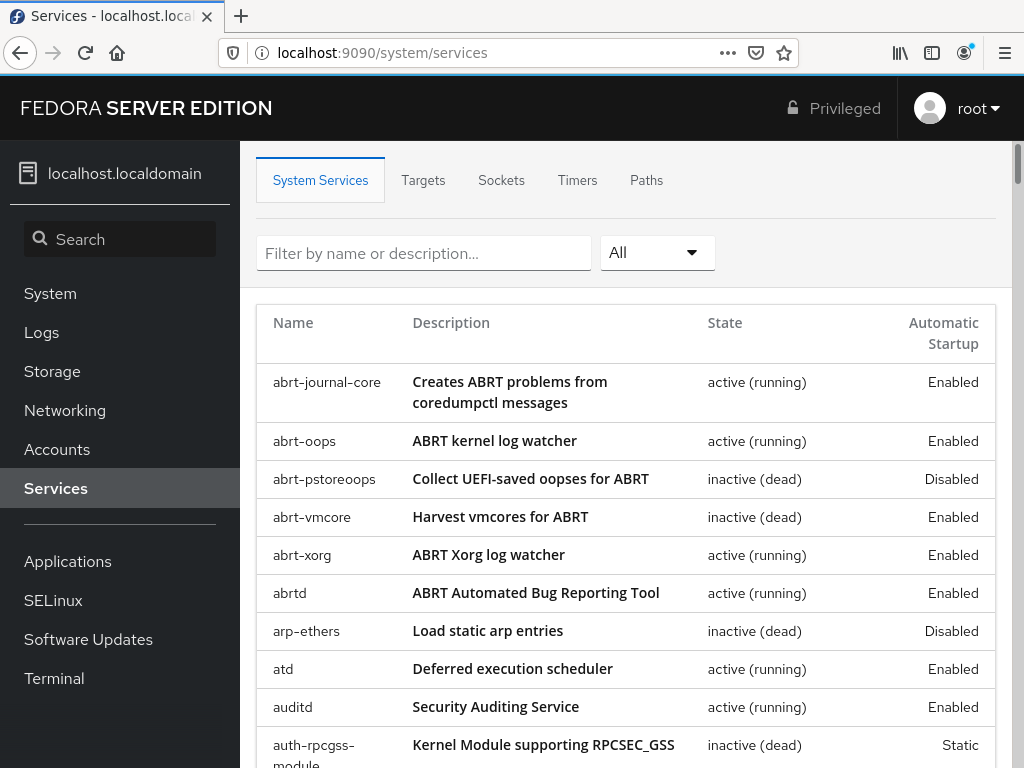 Services - localhost.local
localhost:9090/system/services
FEDORA SERVER EDITION
Privileged
root
localhost.localdomain
Search
System
Logs
Storage
Networking
Accounts
Services
Applications
SELinux
Software Updates
Terminal
System Services Targets Sockets Timers Paths
Filter by name or description... All
Name Description State Automatic
Startup
abrt-journal-core Creates ABRT problems from active (running) Enabled
coredumpctl messages
abrt-oops ABRT kernel log watcher active (running) Enabled
abrt-pstoreoops Collect UEFI-saved oopses for ABRT inactive (dead) Disabled
abrt-vmcore Harvest vmcores for ABRT inactive (dead) Enabled
abrt-xorg ABRT Xorg log watcher active (running) Enabled
abrtd ABRT Automated Bug Reporting Tool active (running) Enabled
arp-ethers Load static arp entries inactive (dead) Disabled
atd Deferred execution scheduler active (running) Enabled
auditd Security Auditing Service active (running) Enabled
auth-rpcgss- Kernel Module supporting RPCSEC_GSS inactive (dead) Static
module